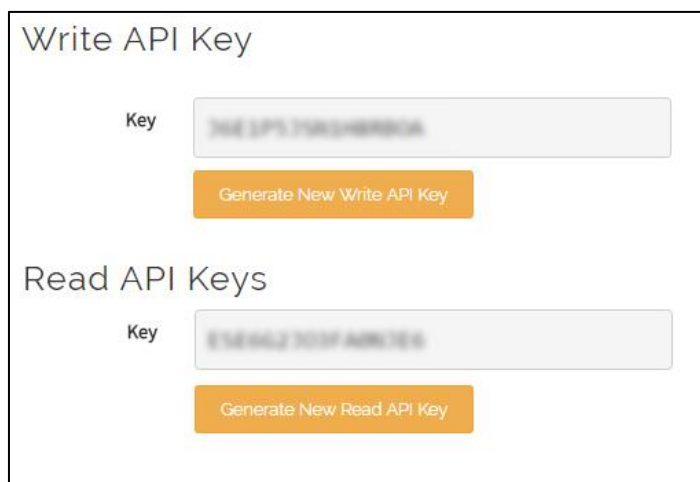 Write API Key
Key
Generate New Write API Key
Read API Keys
Key
Generate New Read API Key